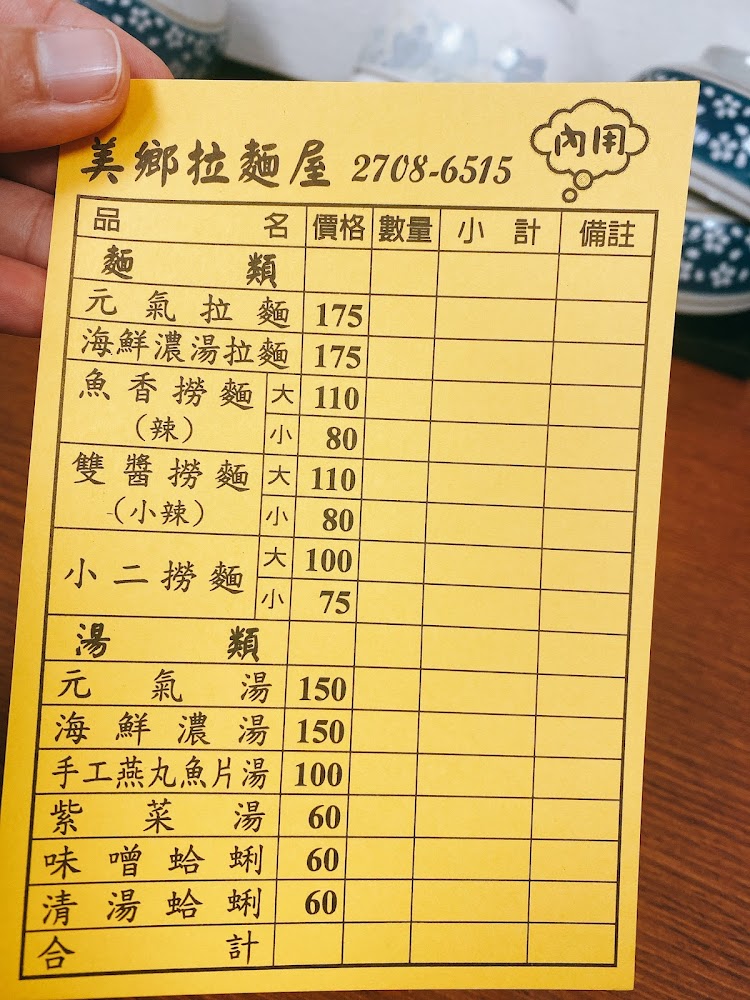 美鄉拉麵屋 2708-6515 內用
品名 價格 數量 小計 備註
麵類
元氣拉麵 175
海鮮濃湯拉麵 175
魚香撈麵 大 110
(辣) 小 80
雙醬撈麵 大 110
(小辣) 小 80
小二撈麵 大 100
小 75
湯類
元氣湯 150
海鮮濃湯 150
手工燕丸魚片湯 100
紫菜湯 60
味噌蛤蜊 60
清湯蛤蜊 60
合計